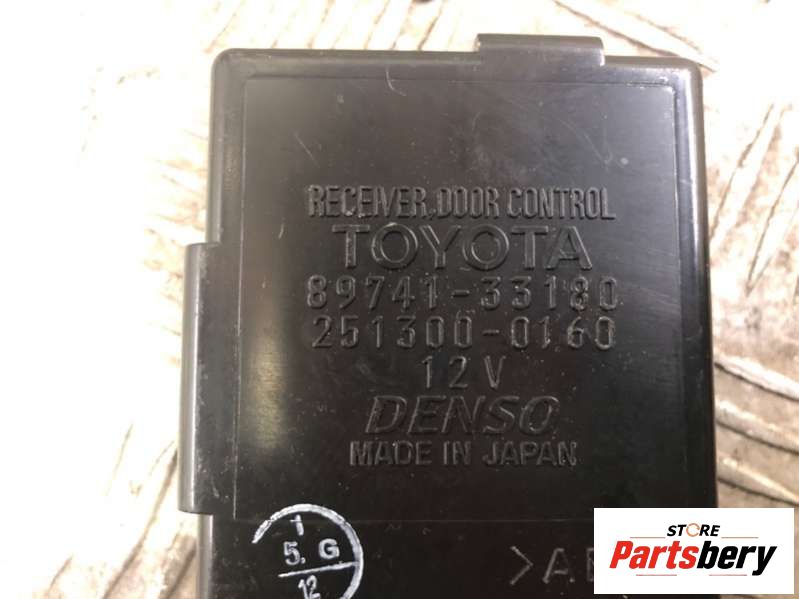 RECEIVER,DOOR CONTROL
TOYOTA
89741-33180
251300-0160
12V
DENSO
MADE IN JAPAN
1
5. G
12
STORE
Partsbery